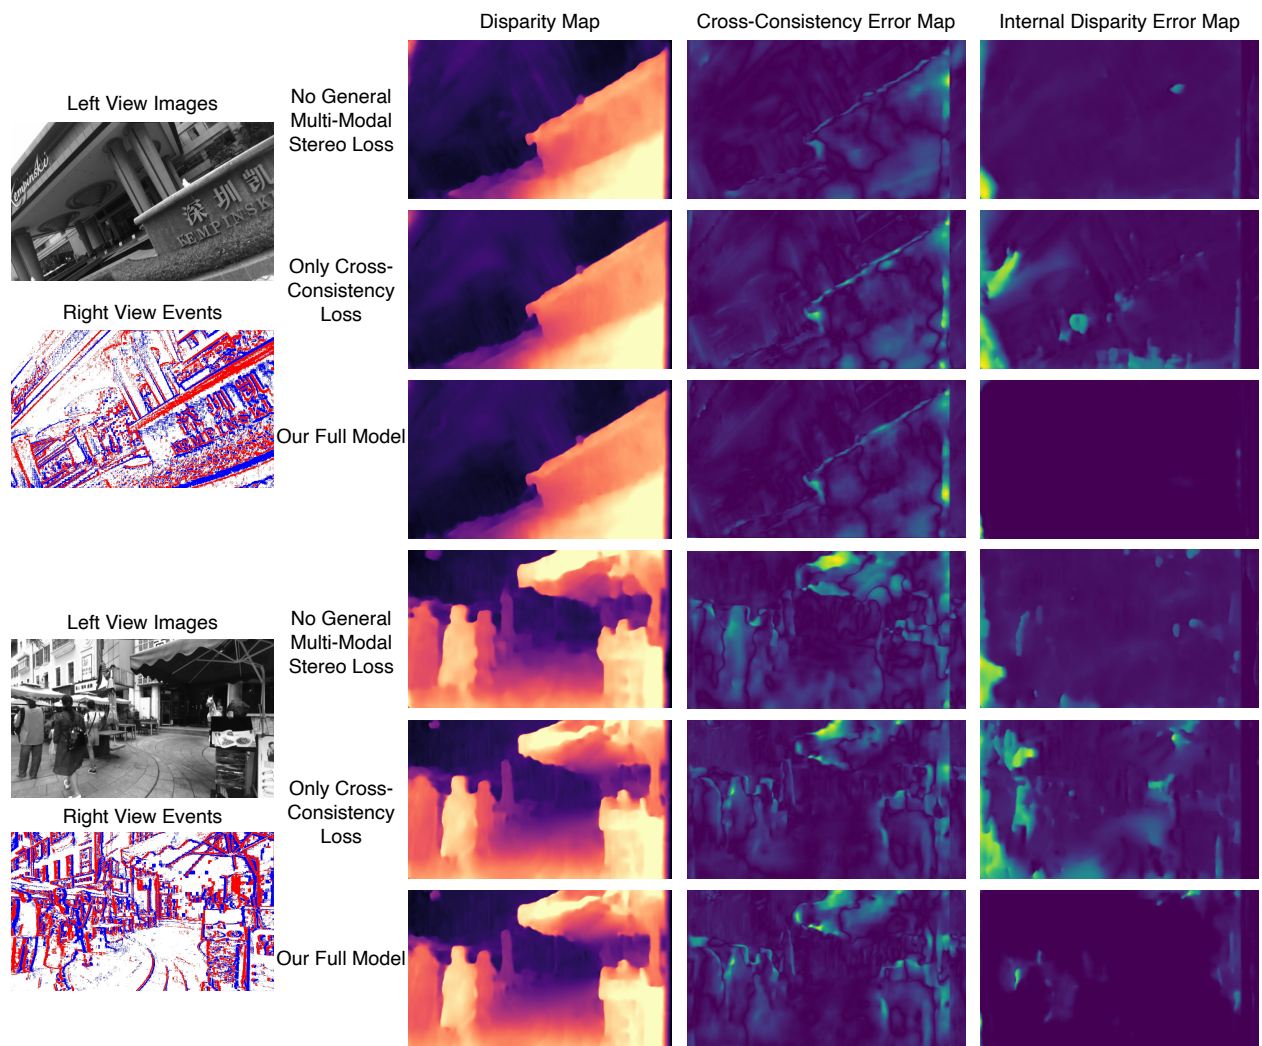 Disparity Map
Cross-Consistency Error Map
Internal Disparity Error Map
Left View Images
Kempinski
深圳凯
KEMPINSK
Right View Events
No General
Multi-Modal
Stereo Loss
Only Cross-
Consistency
Loss
Our Full Model
Left View Images
Right View Events
No General
Multi-Modal
Stereo Loss
Only Cross-
Consistency
Loss
Our Full Model